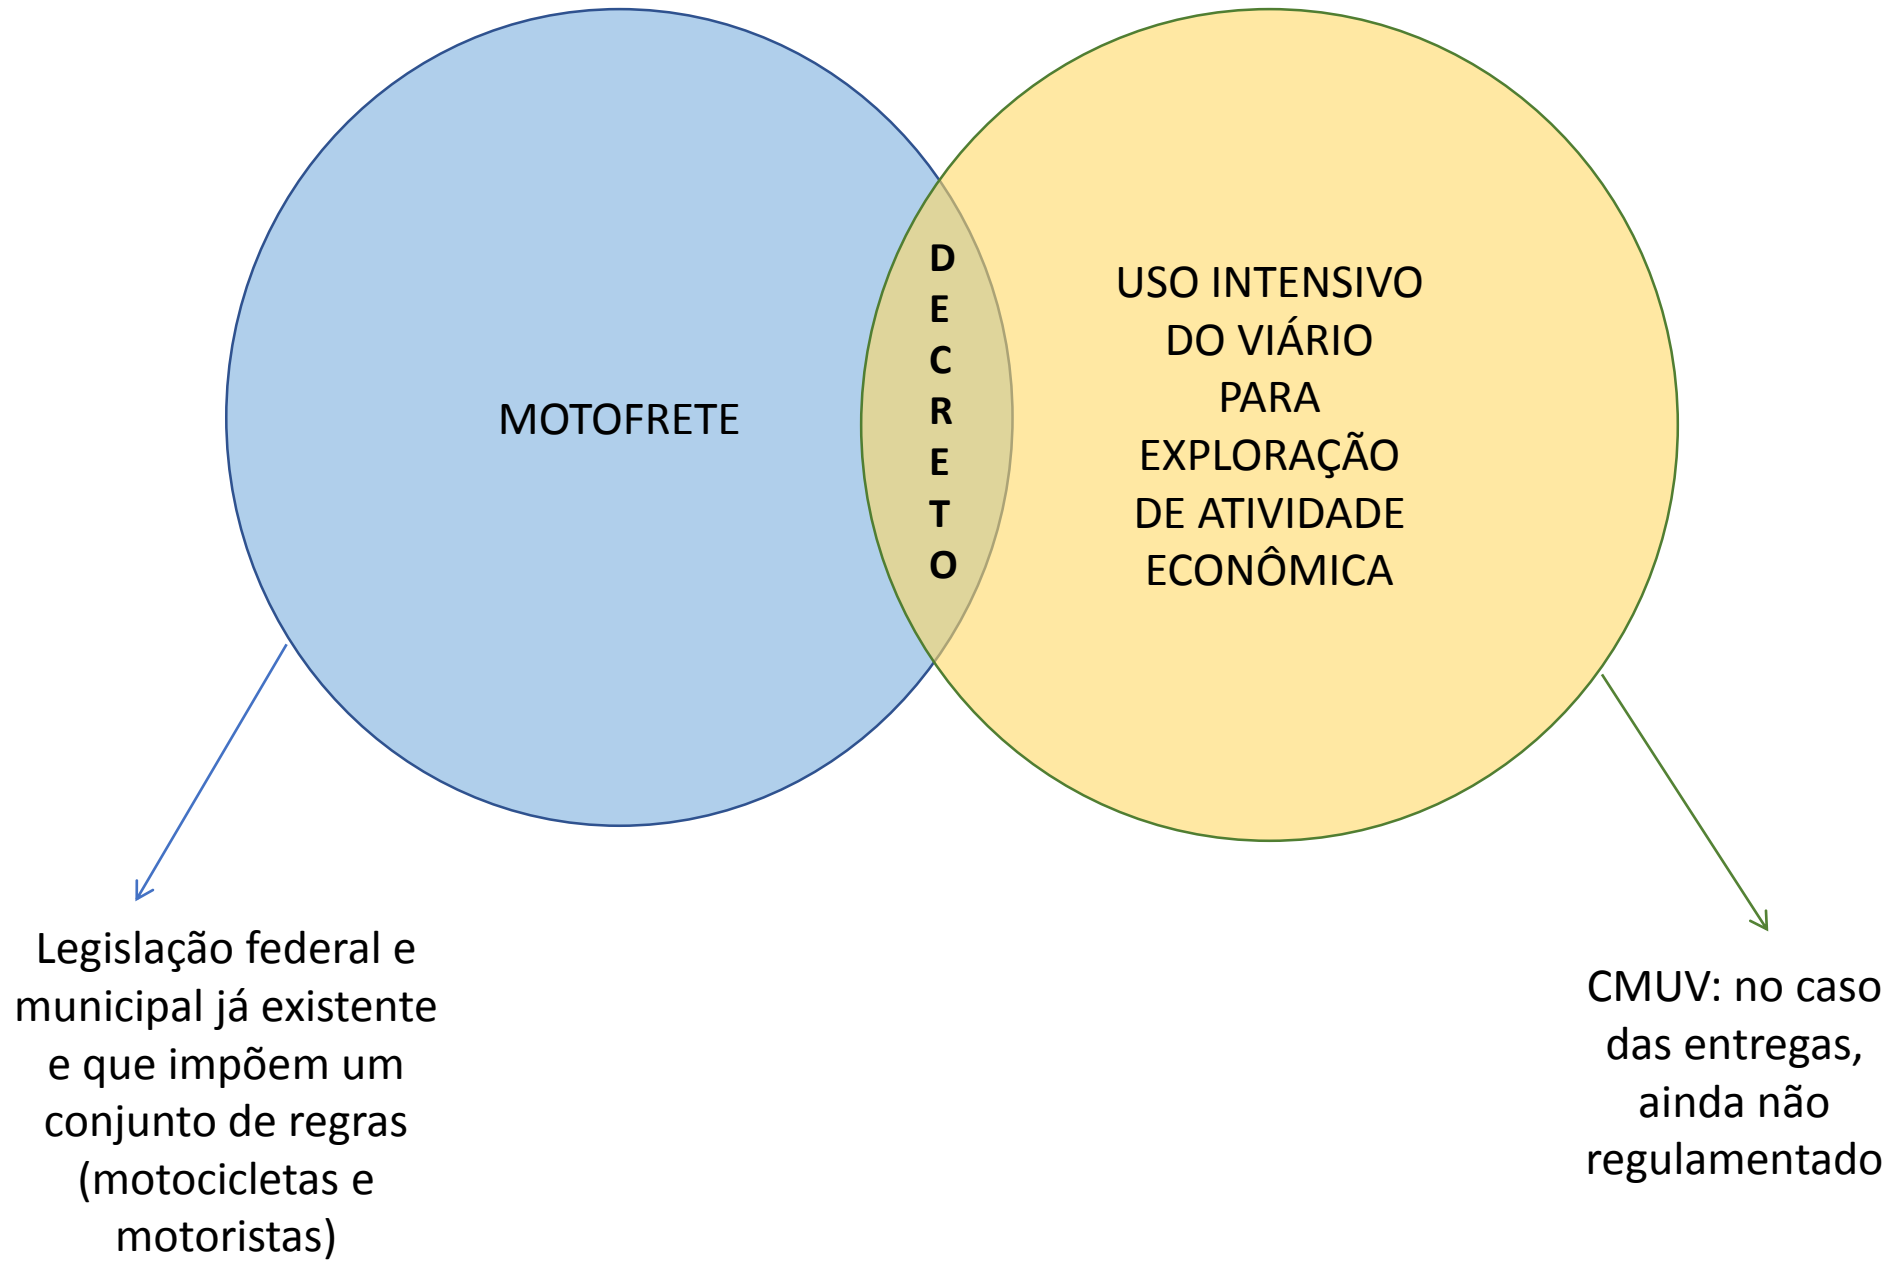 MOTOFRETE
D
E
C
R
E
T
O
USO INTENSIVO
DO VIÁRIO
PARA
EXPLORAÇÃO
DE ATIVIDADE
ECONÔMICA
Legislação federal e
municipal já existente
e que impõem um
conjunto de regras
(motocicletas e
motoristas)
CMUV: no caso
das entregas,
ainda não
regulamentado